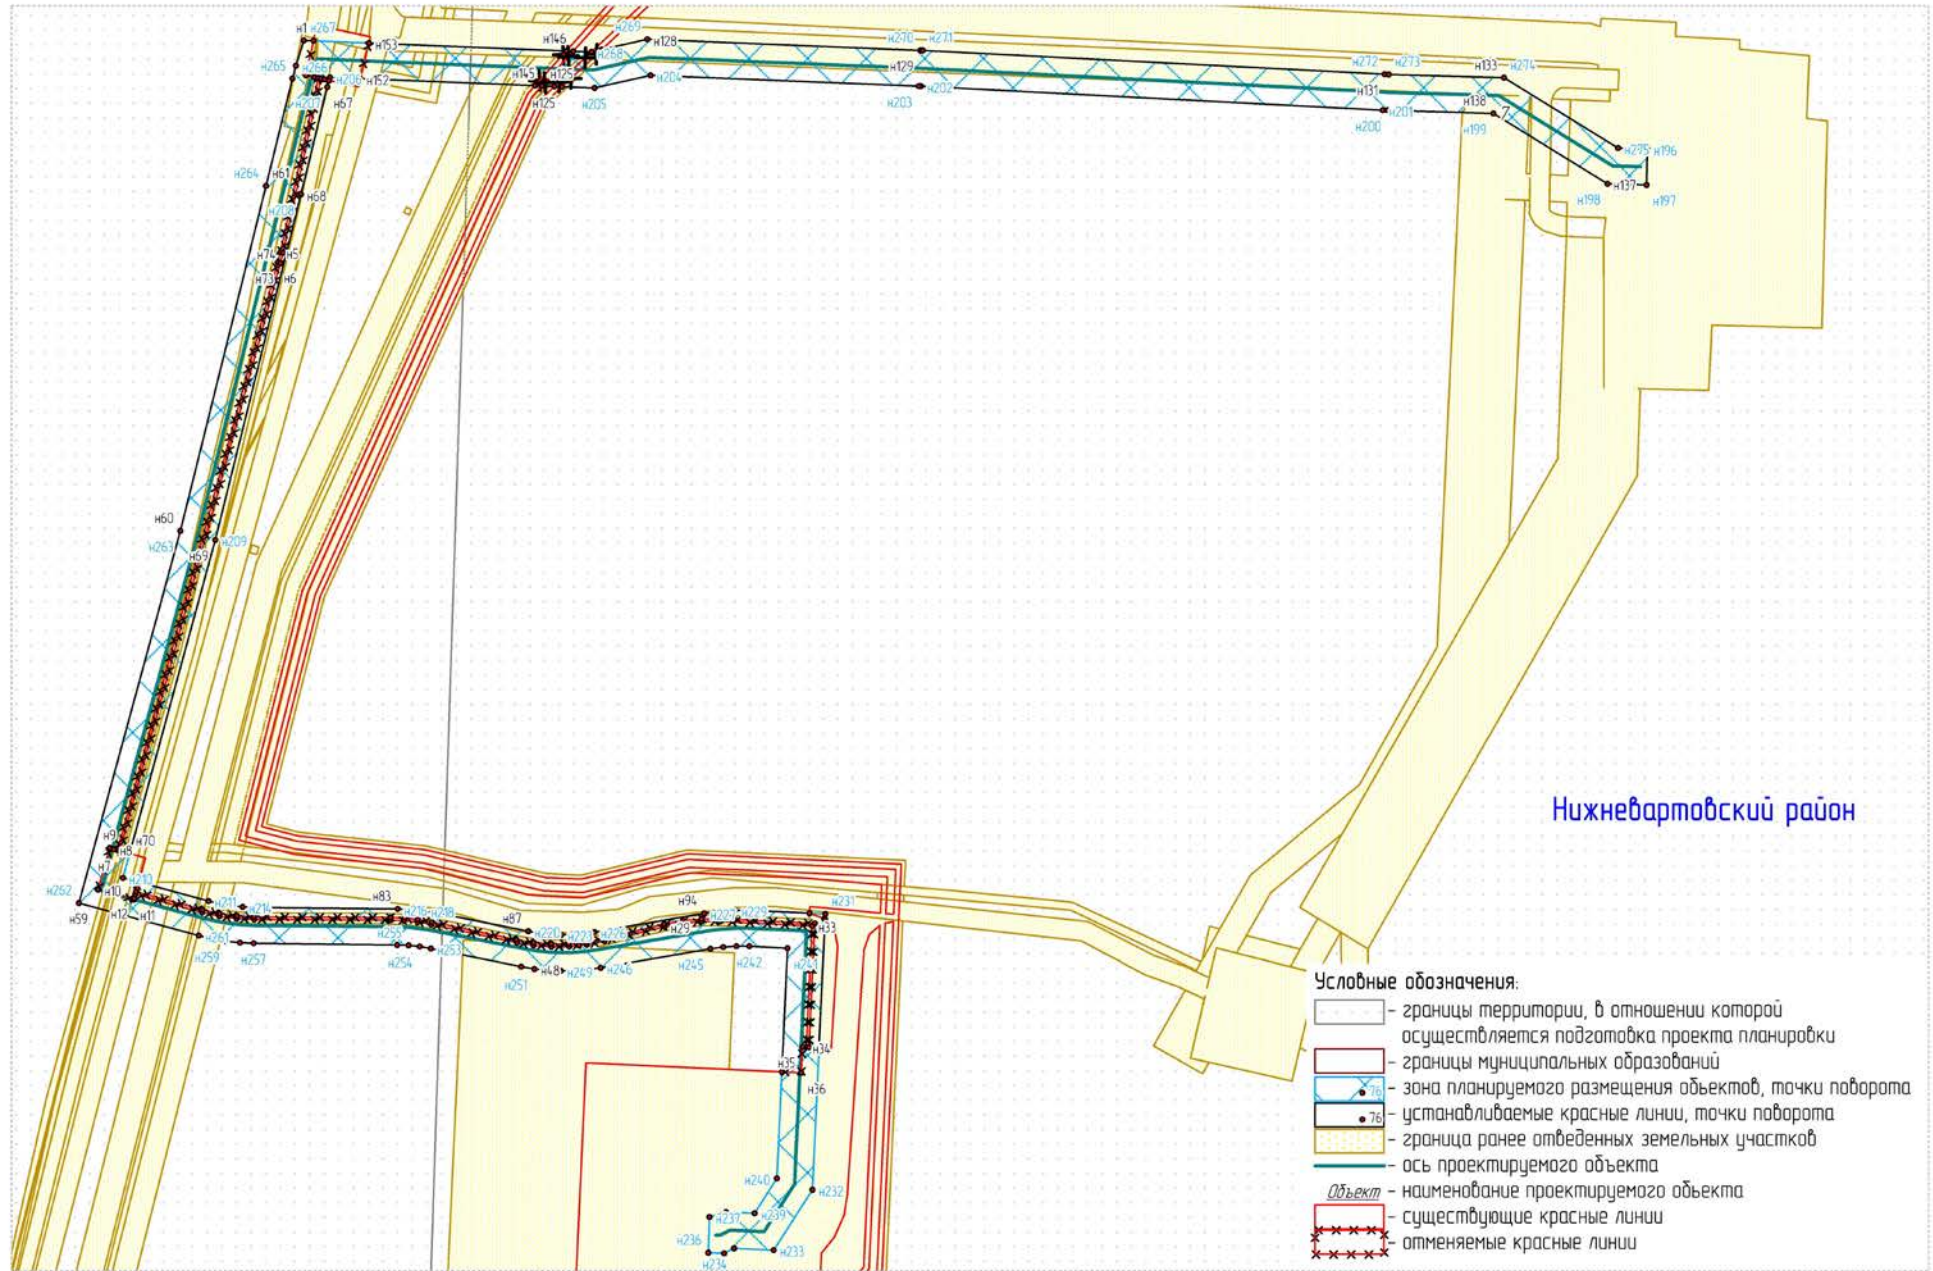 н1 н267
н153
н146
н269
н268
н128
н270 н271
н265
н266
н206
н152
н207
н67
н145
н125
н125
н205
н204
н129
н202
н203
н272 н273
н133
н274
н131
н138
н201
н200
н199
7
н275
н196
н137
н198
н197
н264
н61
н68
н208
н74
н5
н73
н6
н60
н263
н209
н69
н9
н70
н8
н7
н210
н262
н10
н59
н12
н11
н211
н214
н83
н216
н248
н87
н94
н227
н229
н231
н220
н223
н226
н29
н33
н261
н259
н257
н255
н254
н253
н251
н48
н249
н246
н245
н242
н241
н34
н35
н36
н240
н232
н239
н237
н236
н233
н234
Нижневартовский район
Условные обозначения:
- границы территории, в отношении которой
осуществляется подготовка проекта планировки
- границы муниципальных образований
76 - зона планируемого размещения объектов, точки поворота
76 - устанавливаемые красные линии, точки поворота
- граница ранее отведенных земельных участков
- ось проектируемого объекта
Объект - наименование проектируемого объекта
- существующие красные линии
- отменяемые красные линии